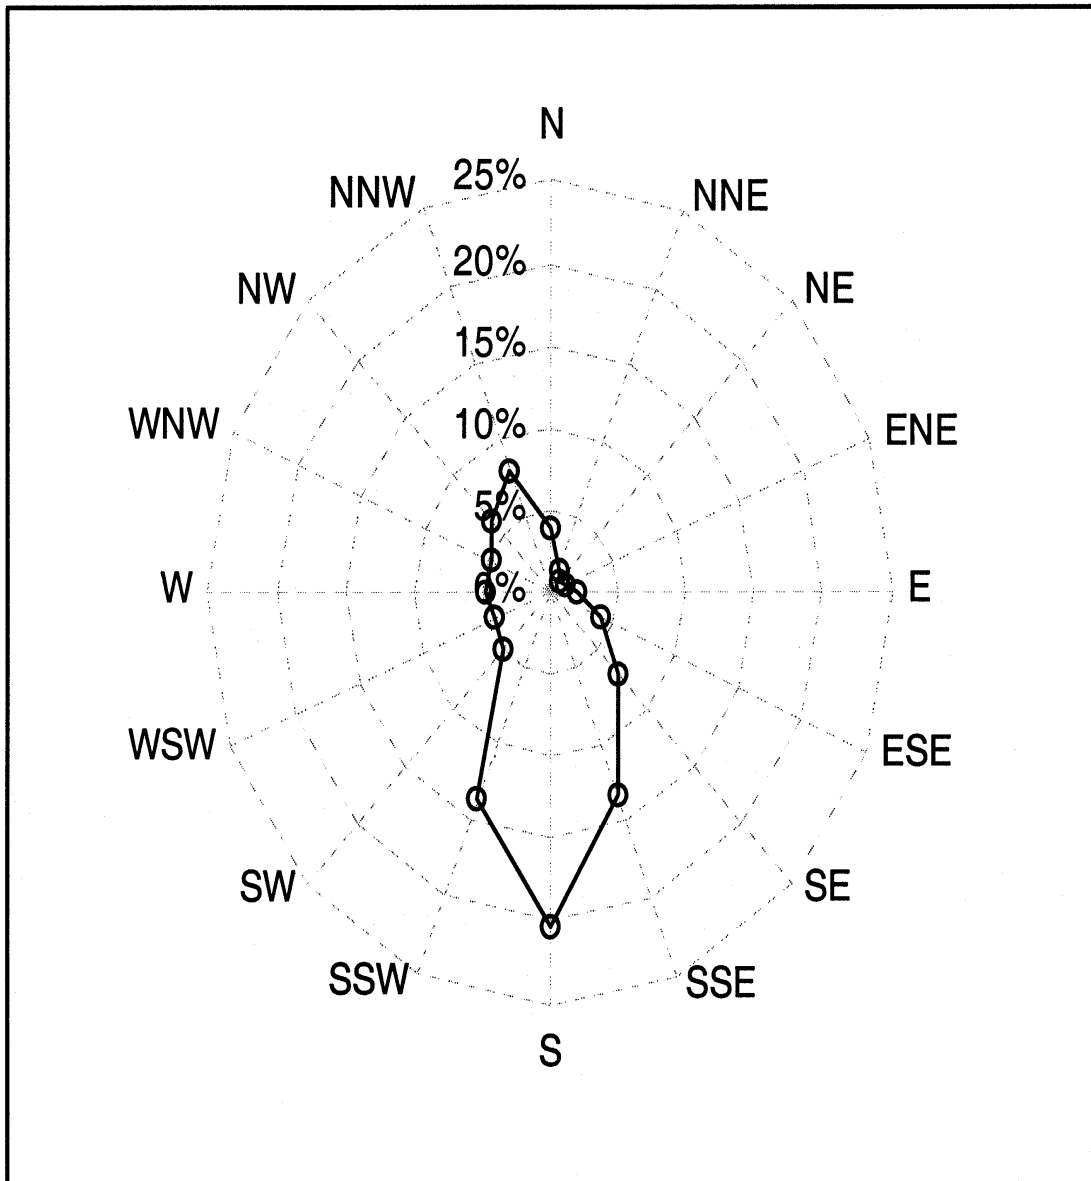 N
NNW 25% NNE
20%
NW NE
15%
WNW 10% ENE
5%
W 0% E
WSW ESE
SW SE
SSW SSE
S